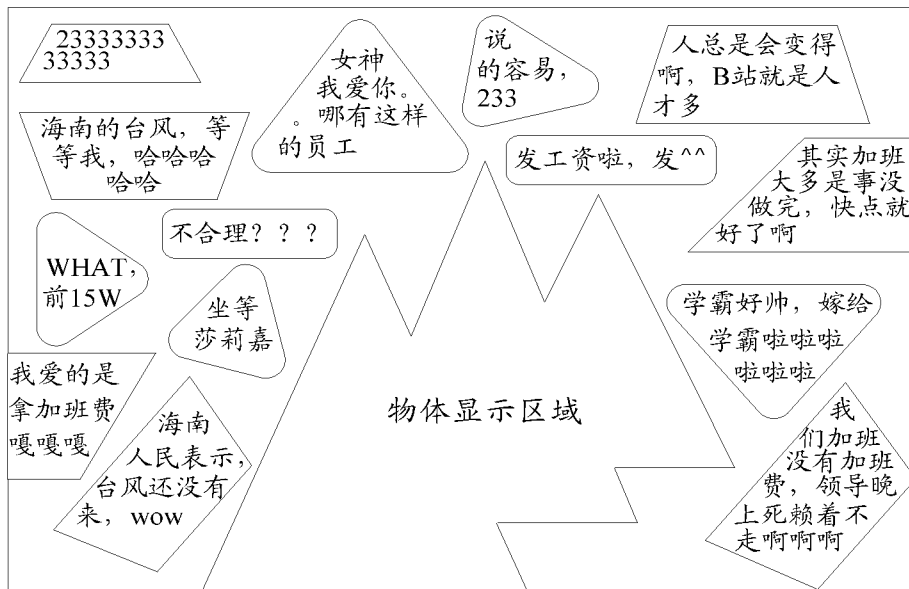 23333333
33333
女神
我爱你。
。哪有这样
的员工
说
的容易，
233
人总是会变得
啊，B站就是人
才多
海南的台风，等
等我，哈哈哈
哈哈
发工资啦，发^^
其实加班
大多是事没
做完，快点就
好了啊
不合理？？？
WHAT，
前15W
坐等
莎莉嘉
学霸好帅，嫁给
学霸啦啦啦
啦啦啦
我爱的是
拿加班费
嘎嘎嘎
海南
人民表示，
台风还没有
来，wow
物体显示区域
我
们加班
没有加班
费，领导晚
上死赖着不
走啊啊啊